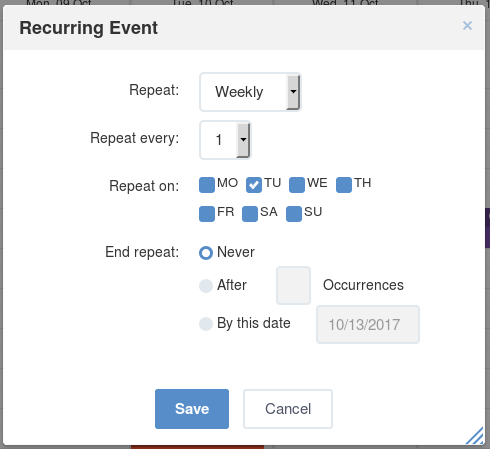 Mon, 09 Oct Tue, 10 Oct Wed, 11 Oct Thu, 1
Recurring Event ×
Repeat: Weekly
Repeat every: 1
Repeat on: MO TU WE TH
FR SA SU
End repeat: Never
After Occurrences
By this date 10/13/2017
Save Cancel